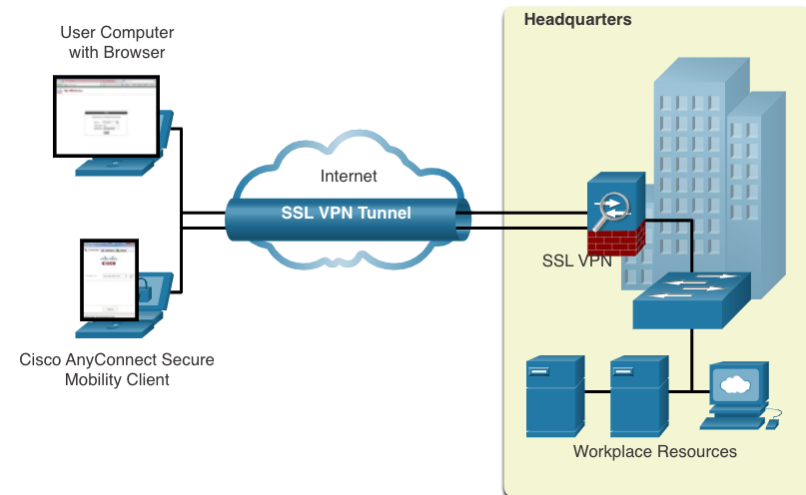 Headquarters
User Computer
with Browser
Internet
SSL VPN Tunnel
SSL VPN
Cisco AnyConnect Secure
Mobility Client
Workplace Resources